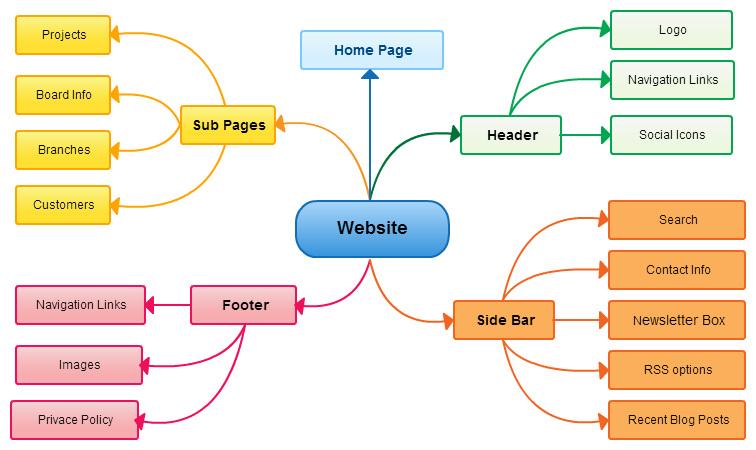 Home Page
Website
Sub Pages
Projects
Board Info
Branches
Customers
Header
Logo
Navigation Links
Social Icons
Footer
Navigation Links
Images
Privace Policy
Side Bar
Search
Contact Info
Newsletter Box
RSS options
Recent Blog Posts